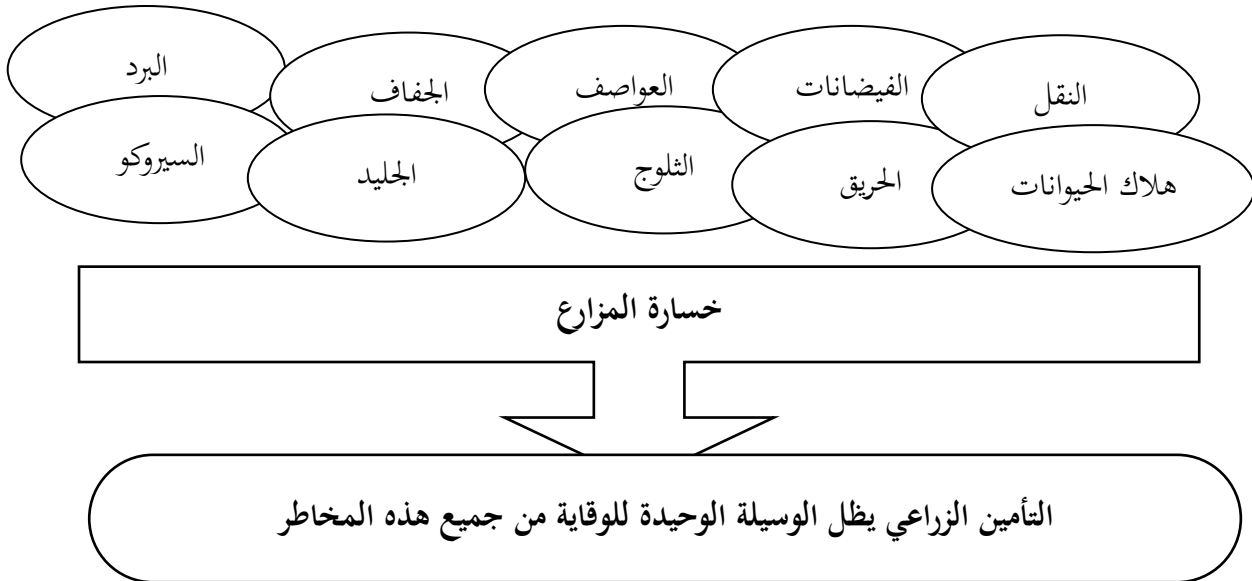 النقل
الفيضانات
العواصف
الجفاف
البرد
هلاك الحيوانات
الحريق
الثلوج
الجليد
السيروكو
خسارة المزارع
التأمين الزراعي يظل الوسيلة الوحيدة للوقاية من جميع هذه المخاطر